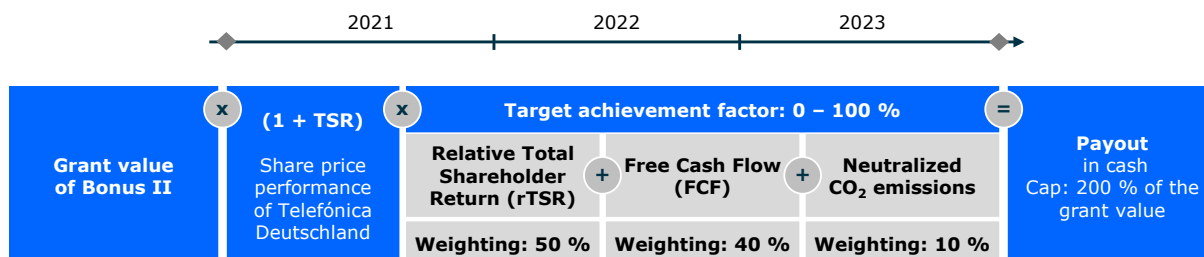 2021
2022
2023
Grant value
of Bonus II
x
(1 + TSR)
Share price
performance
of Telefónica
Deutschland
x
Target achievement factor: 0 – 100 %
Relative Total
Shareholder
Return (rTSR)
+
Free Cash Flow
(FCF)
+
Neutralized
CO₂ emissions
Weighting: 50 %
Weighting: 40 %
Weighting: 10 %
=
Payout
in cash
Cap: 200 % of the
grant value